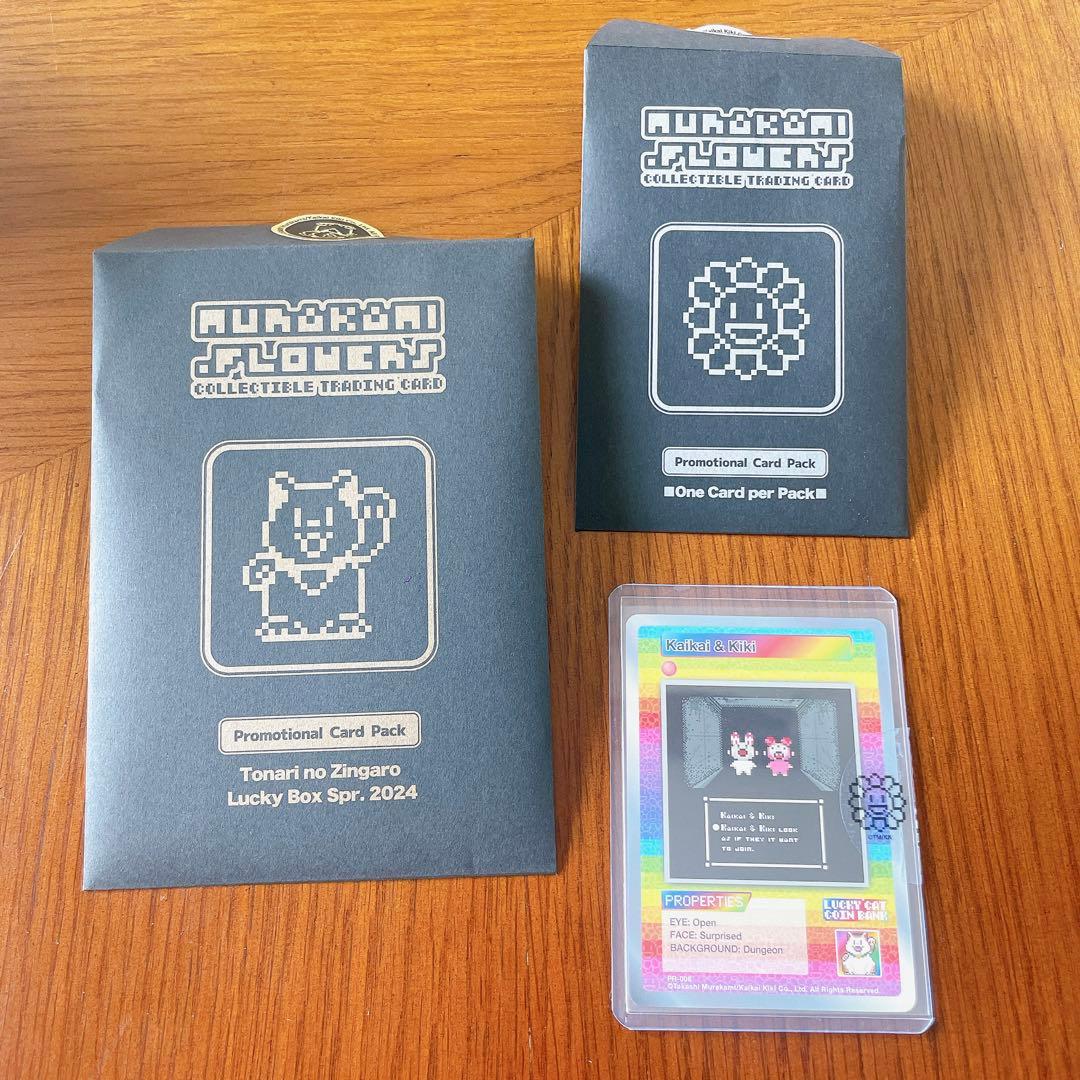 MURAKAMI
.FLOWERS
COLLECTIBLE TRADING CARD
Promotional Card Pack
Tonari no Zingaro
Lucky Box Spr. 2024
MURAKAMI
.FLOWERS
COLLECTIBLE TRADING CARD
Promotional Card Pack
■One Card per Pack■
Kaikai & Kiki
KAIKAI & KIKI
KAIKAI & KIKI LOOK
AS IF THEY IT WANT
TO JOIN.
PROPERTIES
EYE: Open
FACE: Surprised
BACKGROUND: Dungeon
LUCKY CAT
COIN BANK
PR-006
©Takashi Murakami/Kaikai Kiki Co., Ltd. All Rights Reserved.